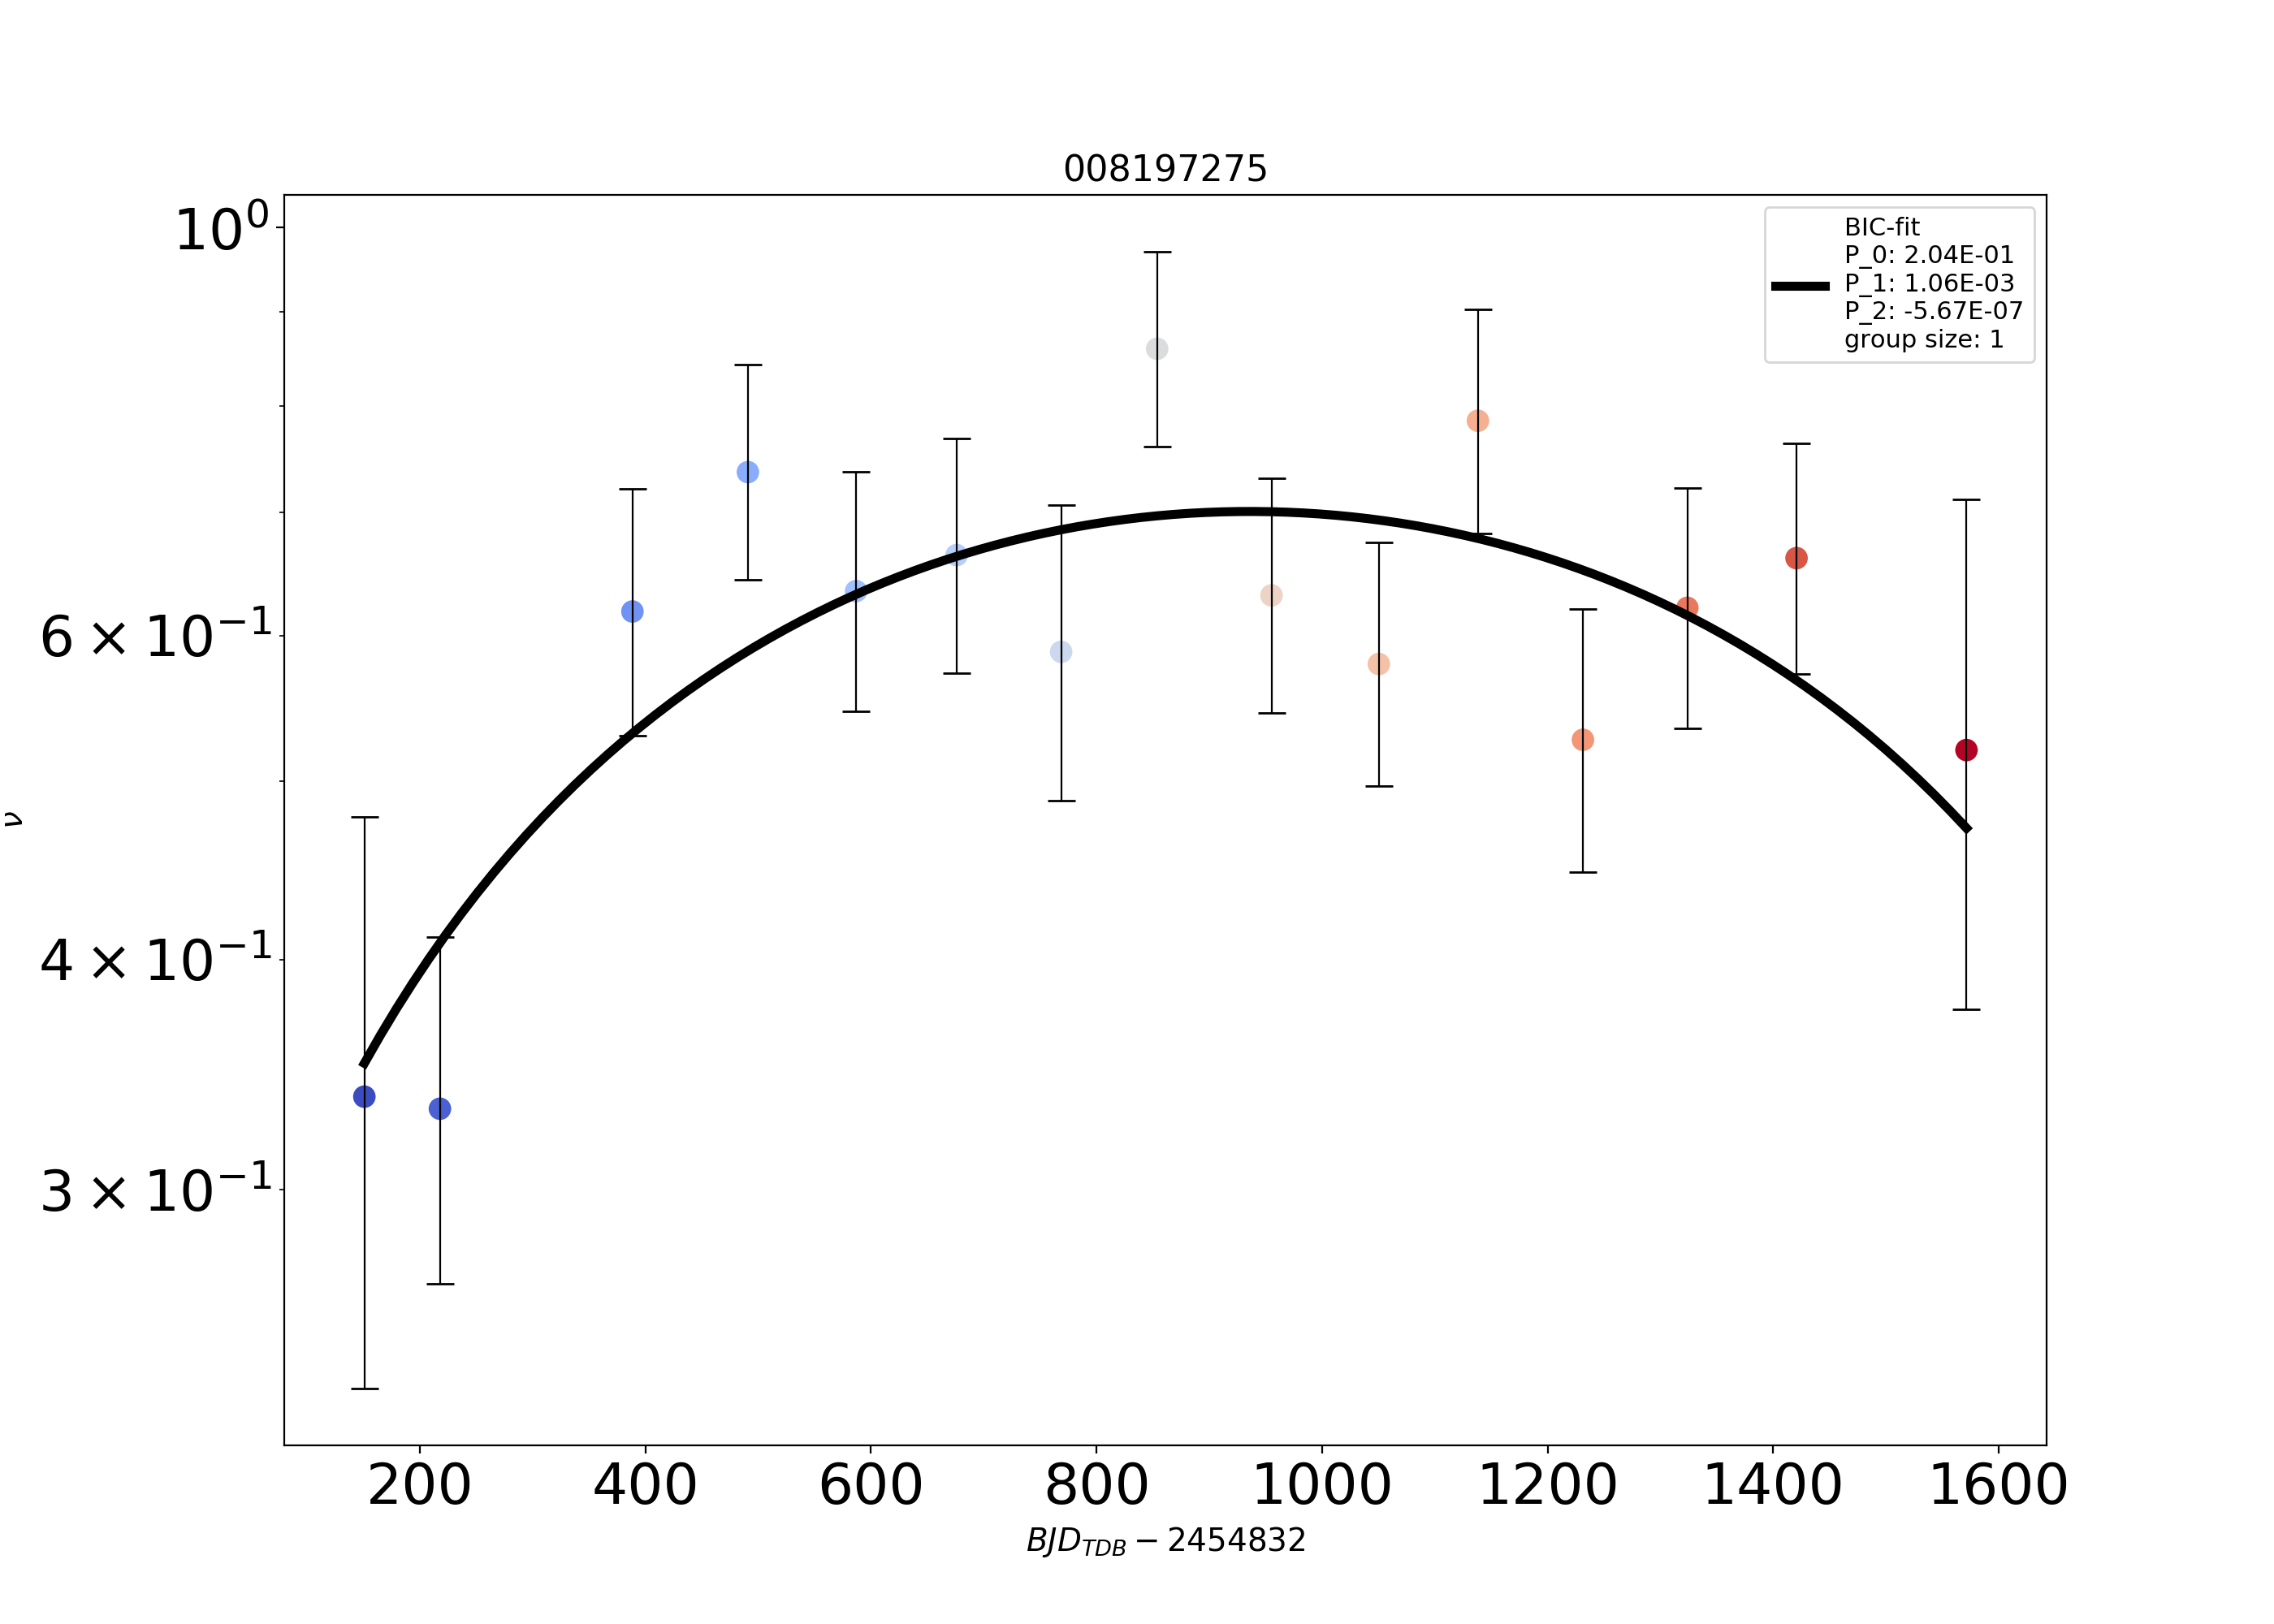 008197275
10⁰
6 × 10⁻¹
4 × 10⁻¹
3 × 10⁻¹
ν
BIC-fit
P_0: 2.04E-01
P_1: 1.06E-03
P_2: -5.67E-07
group size: 1
200 400 600 800 1000 1200 1400 1600
BJD_TDB − 2454832